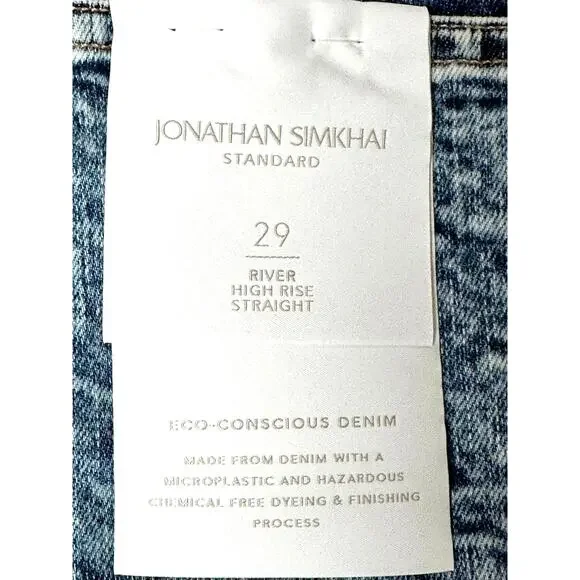 JONATHAN SIMKHAI
STANDARD
29
RIVER
HIGH RISE
STRAIGHT
ECO-CONSCIOUS DENIM
MADE FROM DENIM WITH A
MICROPLASTIC AND HAZARDOUS
CHEMICAL FREE DYEING & FINISHING
PROCESS